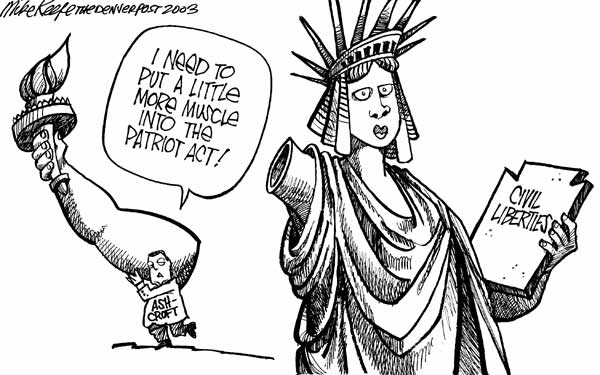 Mike Keefe THE DENVER POST 2003
I NEED TO
PUT A LITTLE
MORE MUSCLE
INTO THE
PATRIOT ACT!
ASH-
CROFT
CIVIL
LIBERTIES